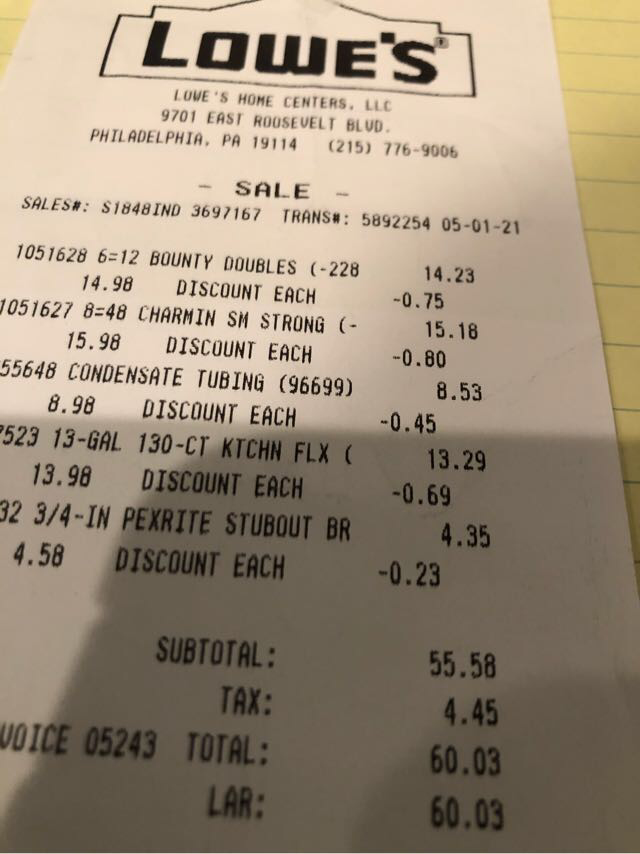 LOWE'S®
LOWE'S HOME CENTERS, LLC
9701 EAST ROOSEVELT BLVD.
PHILADELPHIA, PA 19114 (215) 776-9006
- SALE -
SALES#: S1848IND 3697167 TRANS#: 5892254 05-01-21
1051628 6=12 BOUNTY DOUBLES (-228 14.23
14.98 DISCOUNT EACH -0.75
1051627 8=48 CHARMIN SM STRONG (- 15.18
15.98 DISCOUNT EACH -0.80
55648 CONDENSATE TUBING (96699) 8.53
8.98 DISCOUNT EACH -0.45
7523 13-GAL 130-CT KTCHN FLX ( 13.29
13.98 DISCOUNT EACH -0.69
32 3/4-IN PEXRITE STUBOUT BR 4.35
4.58 DISCOUNT EACH -0.23
SUBTOTAL: 55.58
TAX: 4.45
VOICE 05243 TOTAL: 60.03
LAR: 60.03